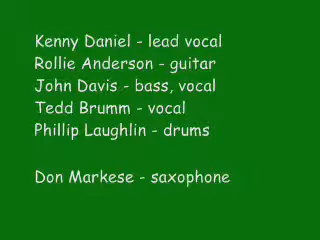 Kenny Daniel - lead vocal
Rollie Anderson - guitar
John Davis - bass, vocal
Tedd Brumm - vocal
Phillip Laughlin - drums
Don Markese - saxophone